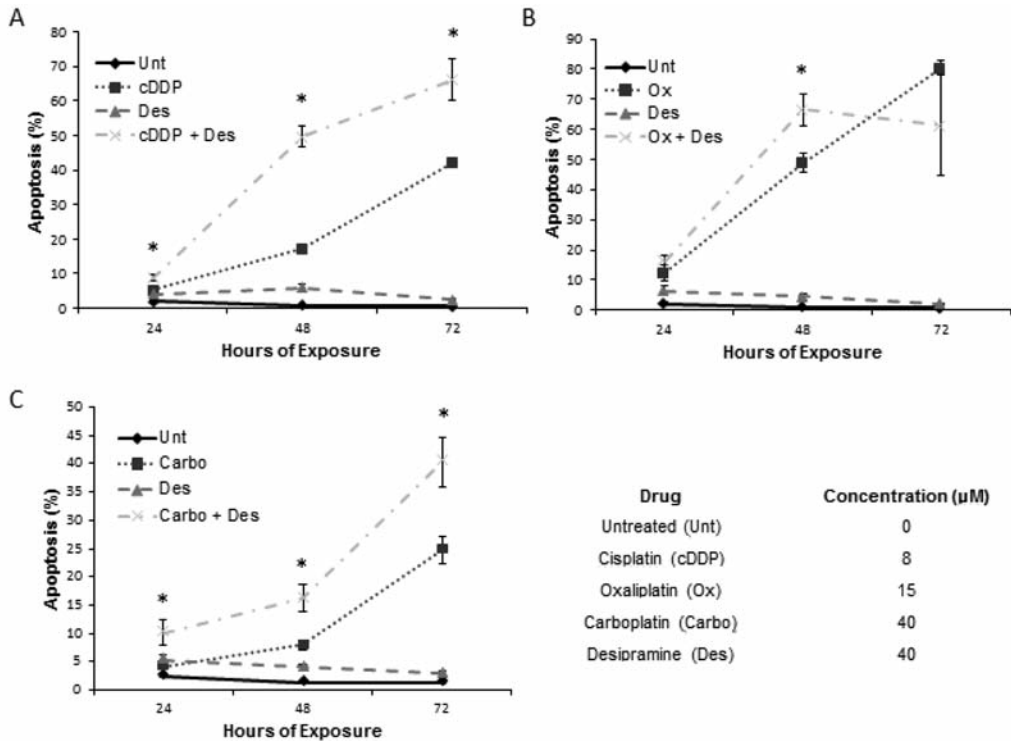 A
80
70
60
50
40
30
20
10
0
Apoptosis (%)
Unt
cDDP
Des
cDDP + Des
*
*
*
24
48
72
Hours of Exposure
B
90
80
70
60
50
40
30
20
10
0
Apoptosis (%)
Unt
Ox
Des
Ox + Des
*
24
48
72
Hours of Exposure
C
50
45
40
35
30
25
20
15
10
5
0
Apoptosis (%)
Unt
Carbo
Des
Carbo + Des
*
*
*
24
48
72
Hours of Exposure
Drug Concentration (µM)
Untreated (Unt) 0
Cisplatin (cDDP) 8
Oxaliplatin (Ox) 15
Carboplatin (Carbo) 40
Desipramine (Des) 40